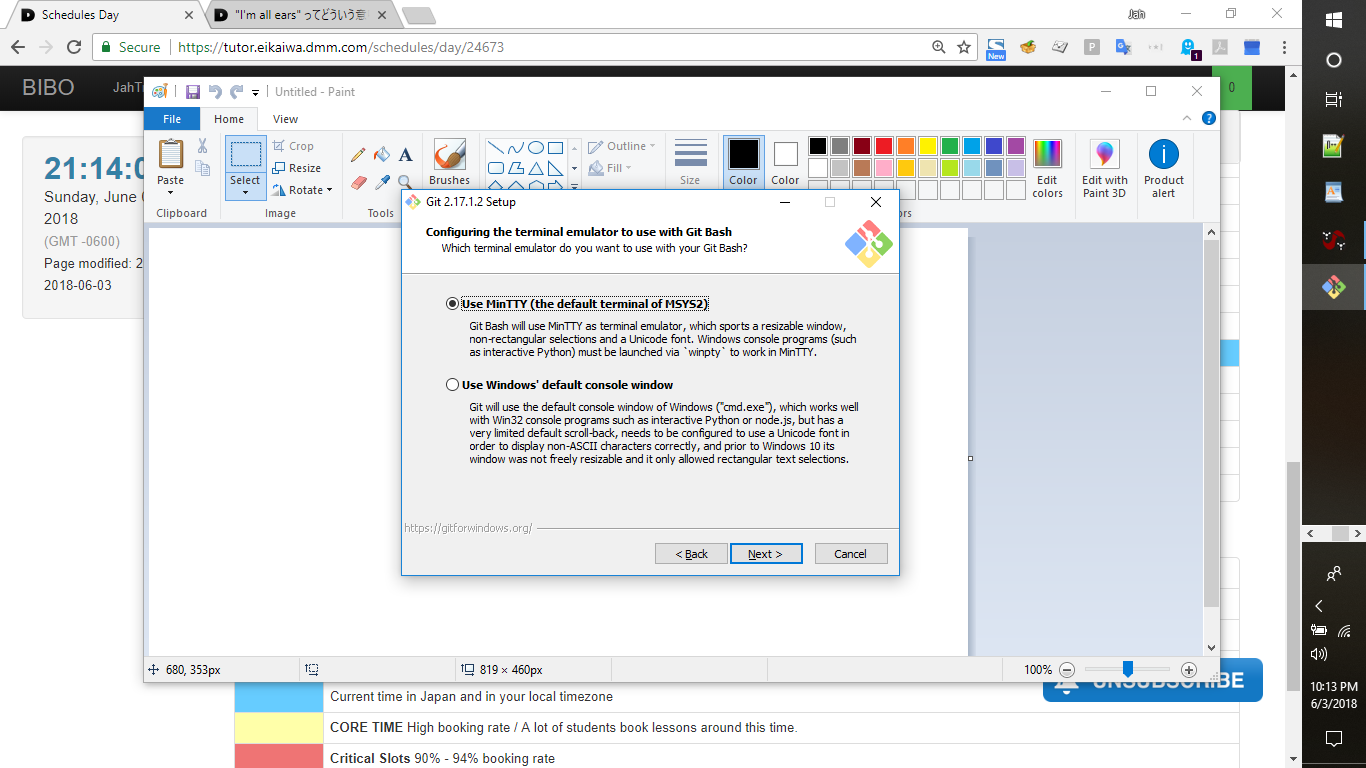 Schedules Day
"I'm all ears" ってどういう意
Jah
Secure
https://tutor.eikaiwa.dmm.com/schedules/day/24673
New
1
BIBO
0
Untitled - Paint
File
Home
View
Paste
Select
Crop
Resize
Rotate
Brushes
Outline
Fill
Size
Color
Color
Edit colors
Edit with Paint 3D
Product alert
Clipboard
Image
Tools
21:14:0
Sunday, June
2018
(GMT -0600)
Page modified: 2
2018-06-03
Git 2.17.1.2 Setup
Configuring the terminal emulator to use with Git Bash
Which terminal emulator do you want to use with your Git Bash?
Use MinTTY (the default terminal of MSYS2)
Git Bash will use MinTTY as terminal emulator, which sports a resizable window,
non-rectangular selections and a Unicode font. Windows console programs (such
as interactive Python) must be launched via `winpty` to work in MinTTY.
Use Windows' default console window
Git will use the default console window of Windows ("cmd.exe"), which works well
with Win32 console programs such as interactive Python or node.js, but has a
very limited default scroll-back, needs to be configured to use a Unicode font in
order to display non-ASCII characters correctly, and prior to Windows 10 its
window was not freely resizable and it only allowed rectangular text selections.
https://gitforwindows.org/
< Back
Next >
Cancel
680, 353px
819 × 460px
100%
UNSUBSCRIBE
Current time in Japan and in your local timezone
CORE TIME High booking rate / A lot of students book lessons around this time.
Critical Slots 90% - 94% booking rate
10:13 PM
6/3/2018